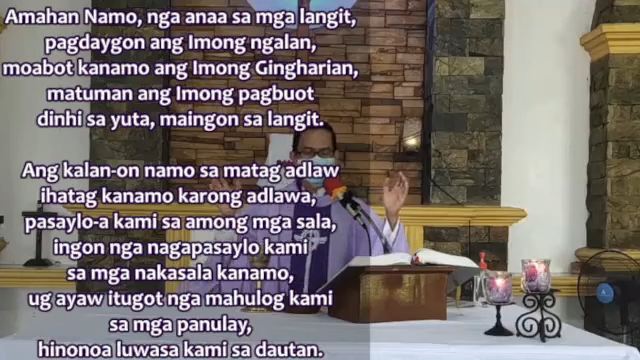 Amahan Namo, nga anaa sa mga langit,
pagdaygon ang Imong ngalan,
moabot kanamo ang Imong Gingharian,
matuman ang Imong pagbuot
dinhi sa yuta, maingon sa langit.
Ang kalan-on namo sa matag adlaw
ihatag kanamo karong adlawa,
pasaylo-a kami sa among mga sala,
ingon nga nagapasaylo kami
sa mga nakasala kanamo,
ug ayaw itugot nga mahulog kami
sa mga panulay,
hinonoa luwasa kami sa dautan.